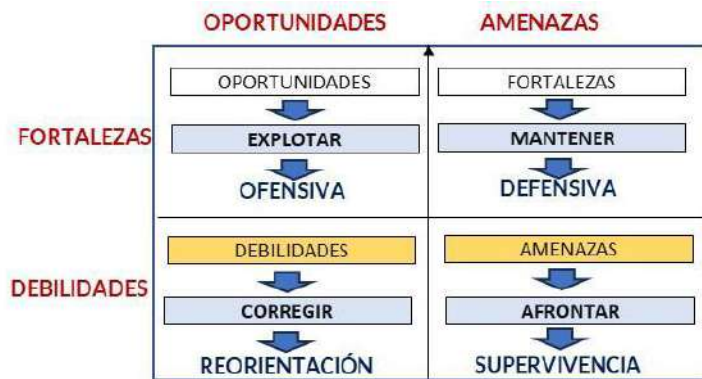 OPORTUNIDADES AMENAZAS
OPORTUNIDADES FORTALEZAS
FORTALEZAS EXPLOTAR MANTENER
OFENSIVA DEFENSIVA
DEBILIDADES AMENAZAS
DEBILIDADES CORREGIR AFRONTAR
REORIENTACIÓN SUPERVIVENCIA